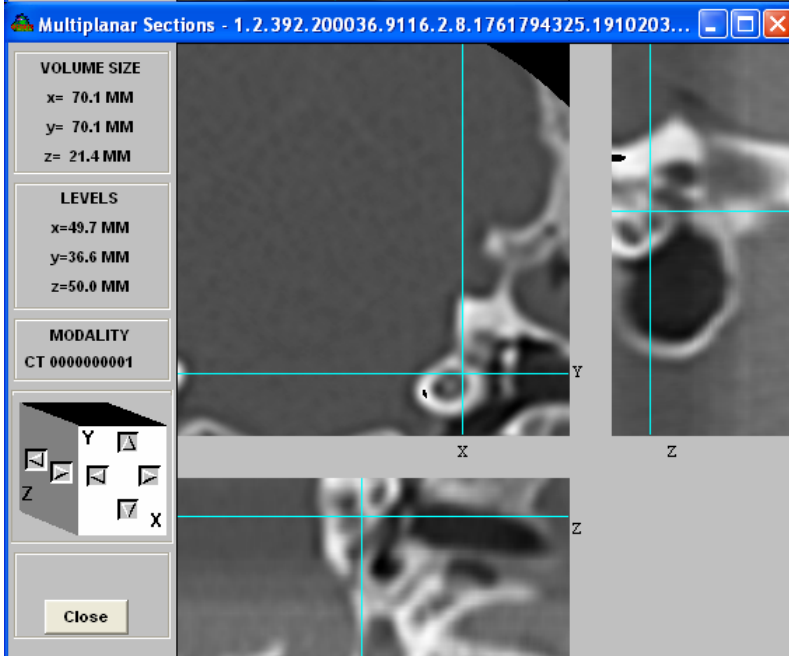 Multiplanar Sections - 1.2.392.200036.9116.2.8.1761794325.1910203...
VOLUME SIZE
x= 70.1 MM
y= 70.1 MM
z= 21.4 MM
LEVELS
x=49.7 MM
y=36.6 MM
z=50.0 MM
MODALITY
CT 0000000001
Y
Z
X
Close
Y
X
Z
Z